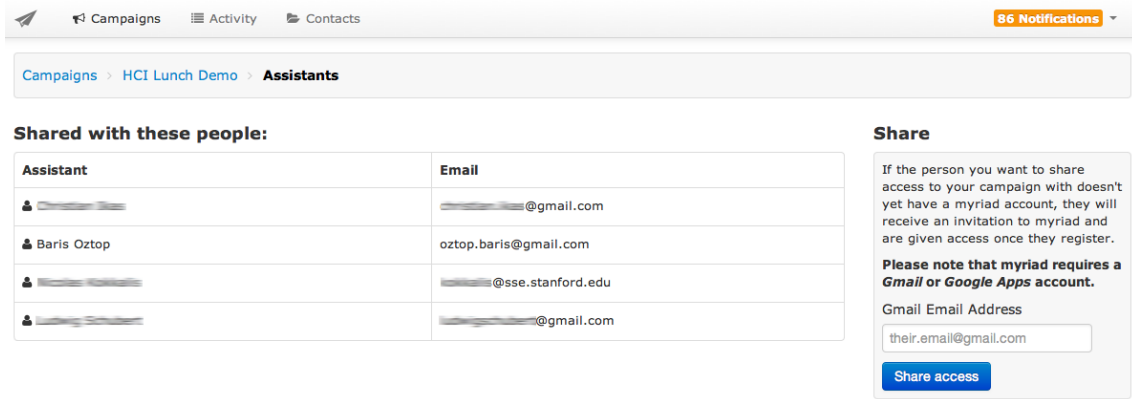 Campaigns Activity Contacts 86 Notifications
Campaigns > HCI Lunch Demo > Assistants
Shared with these people:
Assistant Email
@gmail.com
Baris Oztop oztop.baris@gmail.com
@sse.stanford.edu
@gmail.com
Share
If the person you want to share
access to your campaign with doesn't
yet have a myriad account, they will
receive an invitation to myriad and
are given access once they register.
Please note that myriad requires a
Gmail or Google Apps account.
Gmail Email Address
their.email@gmail.com
Share access